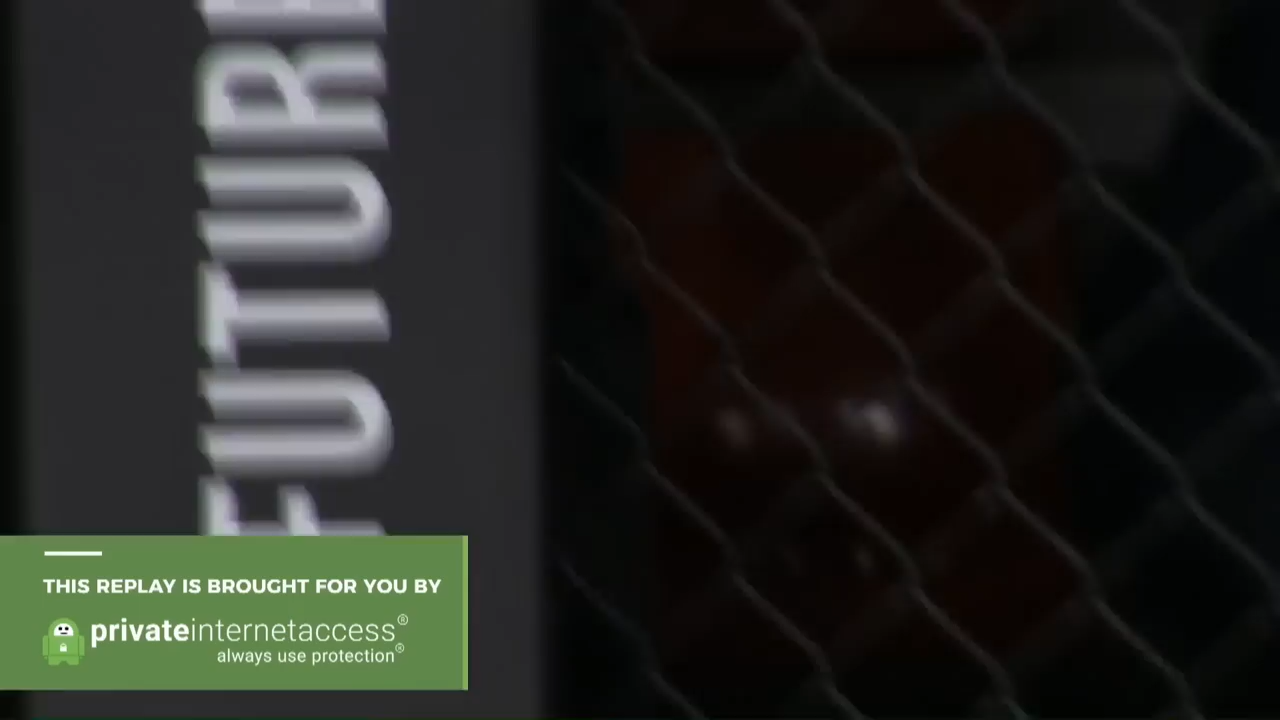 FUTURE
THIS REPLAY IS BROUGHT FOR YOU BY
privateinternetaccess®
always use protection®